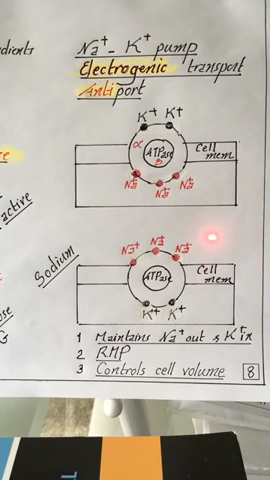 dients
Na+ - K+ pump
Electrogenic transport
Antiport
K+ K+
α
Cell
mem
ATPase
β
Na+ Na+ Na+
active
Sodium
Na+ Na+ Na+
Cell
mem
ATPase
K+ K+
1 Maintains Na+ out & K+ in
2 RMP
3 Controls cell volume
8